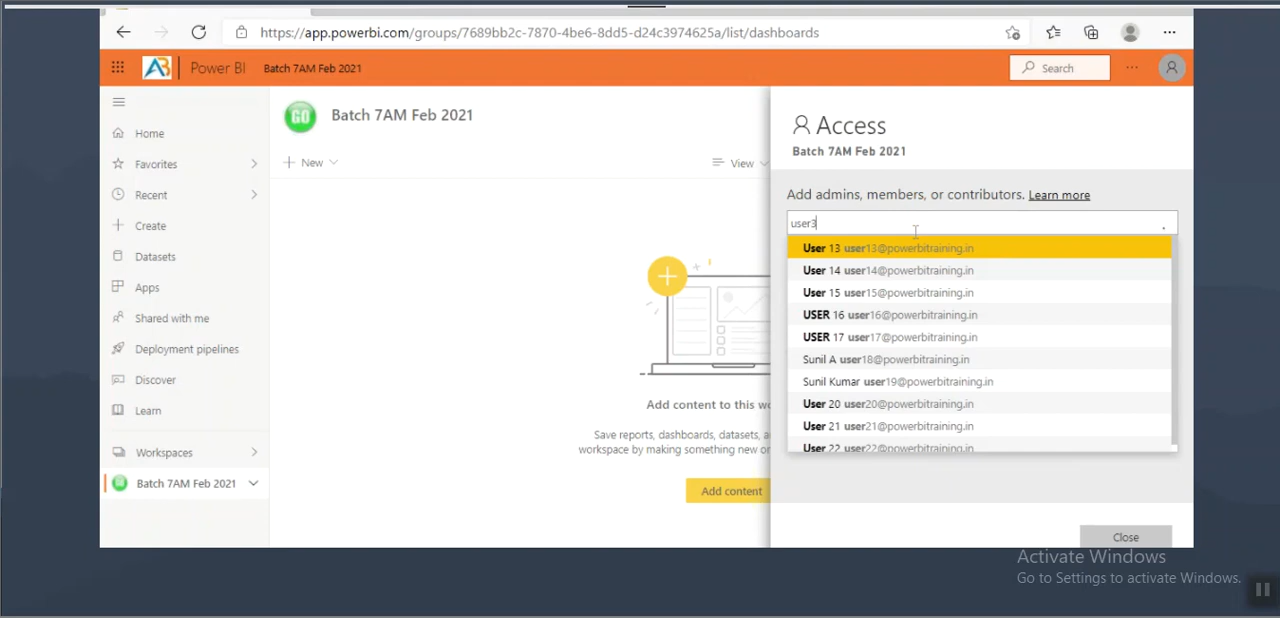 https://app.powerbi.com/groups/7689bb2c-7870-4be6-8dd5-d24c3974625a/list/dashboards
Power BI Batch 7AM Feb 2021
Search
GO
Batch 7AM Feb 2021
New
View
Home
Favorites
Recent
Create
Datasets
Apps
Shared with me
Deployment pipelines
Discover
Learn
Workspaces
Batch 7AM Feb 2021
Add content to this wo
Save reports, dashboards, datasets, a
workspace by making something new or
Add content
Access
Batch 7AM Feb 2021
Add admins, members, or contributors. Learn more
user3
User 13 user13@powerbitraining.in
User 14 user14@powerbitraining.in
User 15 user15@powerbitraining.in
USER 16 user16@powerbitraining.in
USER 17 user17@powerbitraining.in
Sunil A user18@powerbitraining.in
Sunil Kumar user19@powerbitraining.in
User 20 user20@powerbitraining.in
User 21 user21@powerbitraining.in
User 22 user22@powerbitraining.in
Close
Activate Windows
Go to Settings to activate Windows.